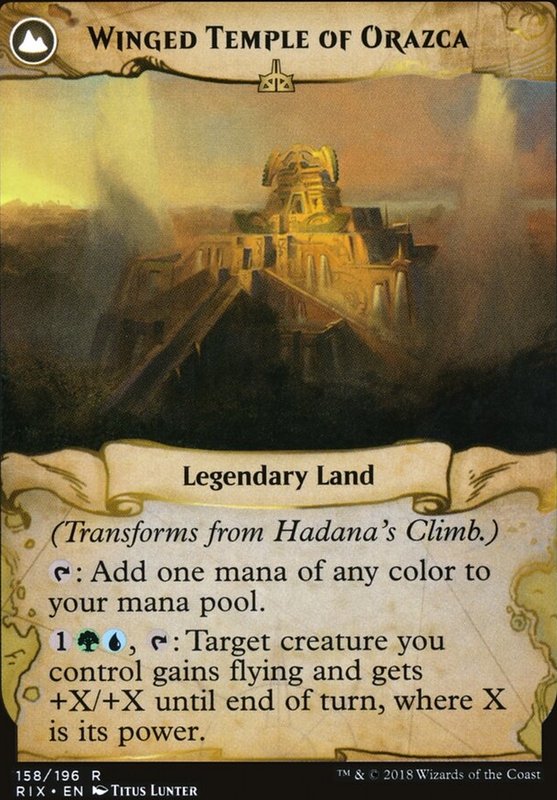 Winged Temple of Orazca
Legendary Land
(Transforms from Hadana's Climb.)
: Add one mana of any color to
your mana pool.
1 , : Target creature you
control gains flying and gets
+X/+X until end of turn, where X
is its power.
158/196 R
RIX • EN Titus Lunter
™ & © 2018 Wizards of the Coast